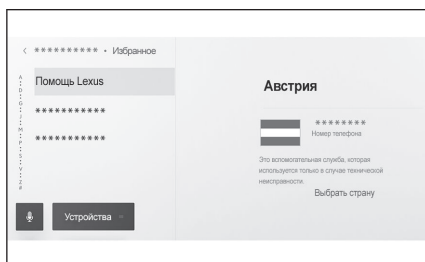 < ********** • Избранное
A
:
D
:
G
:
J
:
M
:
P
:
S
:
V
:
Z
#
Помощь Lexus
***********
***********
Устройства
Австрия
********
Номер телефона
Это вспомогательная служба, которая
используется только в случае технической
неисправности.
Выбрать страну